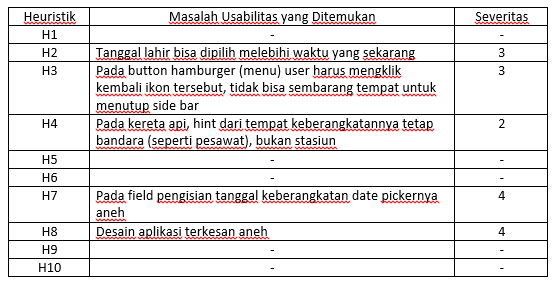 Heuristik Masalah Usabilitas yang Ditemukan Severitas
H1 - -
H2 Tanggal lahir bisa dipilih melebihi waktu yang sekarang 3
H3 Pada button hamburger (menu) user harus mengklik 3
kembali ikon tersebut, tidak bisa sembarang tempat untuk
menutup side bar
H4 Pada kereta api, hint dari tempat keberangkatannya tetap 2
bandara (seperti pesawat), bukan stasiun
H5 - -
H6 - -
H7 Pada field pengisian tanggal keberangkatan date pickernya 4
aneh
H8 Desain aplikasi terkesan aneh 4
H9 - -
H10 - -